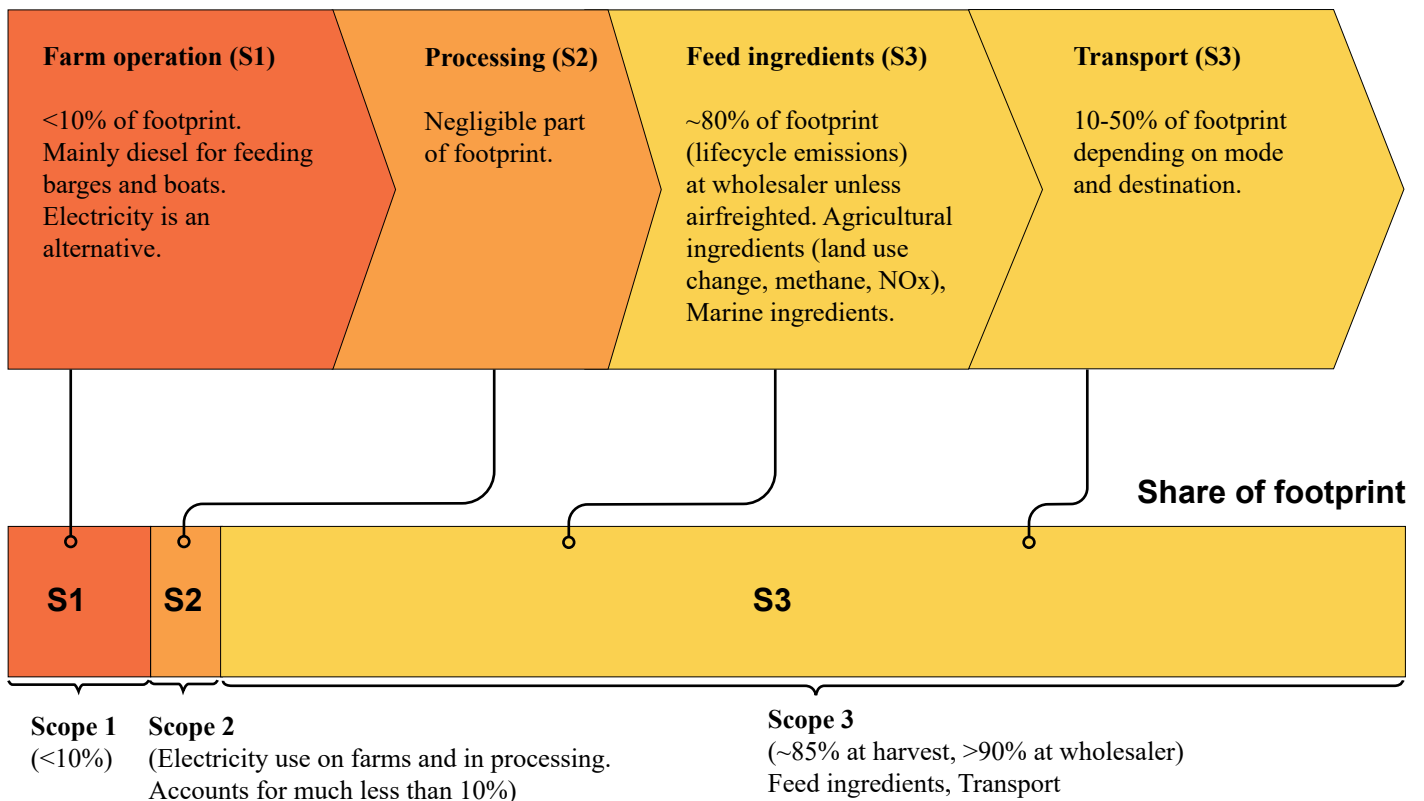 Farm operation (S1)
<10% of footprint.
Mainly diesel for feeding
barges and boats.
Electricity is an
alternative.
Processing (S2)
Negligible part
of footprint.
Feed ingredients (S3)
~80% of footprint
(lifecycle emissions)
at wholesaler unless
airfreighted. Agricultural
ingredients (land use
change, methane, NOx),
Marine ingredients.
Transport (S3)
10-50% of footprint
depending on mode
and destination.
Share of footprint
S1
S2
S3
Scope 1
(<10%)
Scope 2
(Electricity use on farms and in processing.
Accounts for much less than 10%)
Scope 3
(~85% at harvest, >90% at wholesaler)
Feed ingredients, Transport